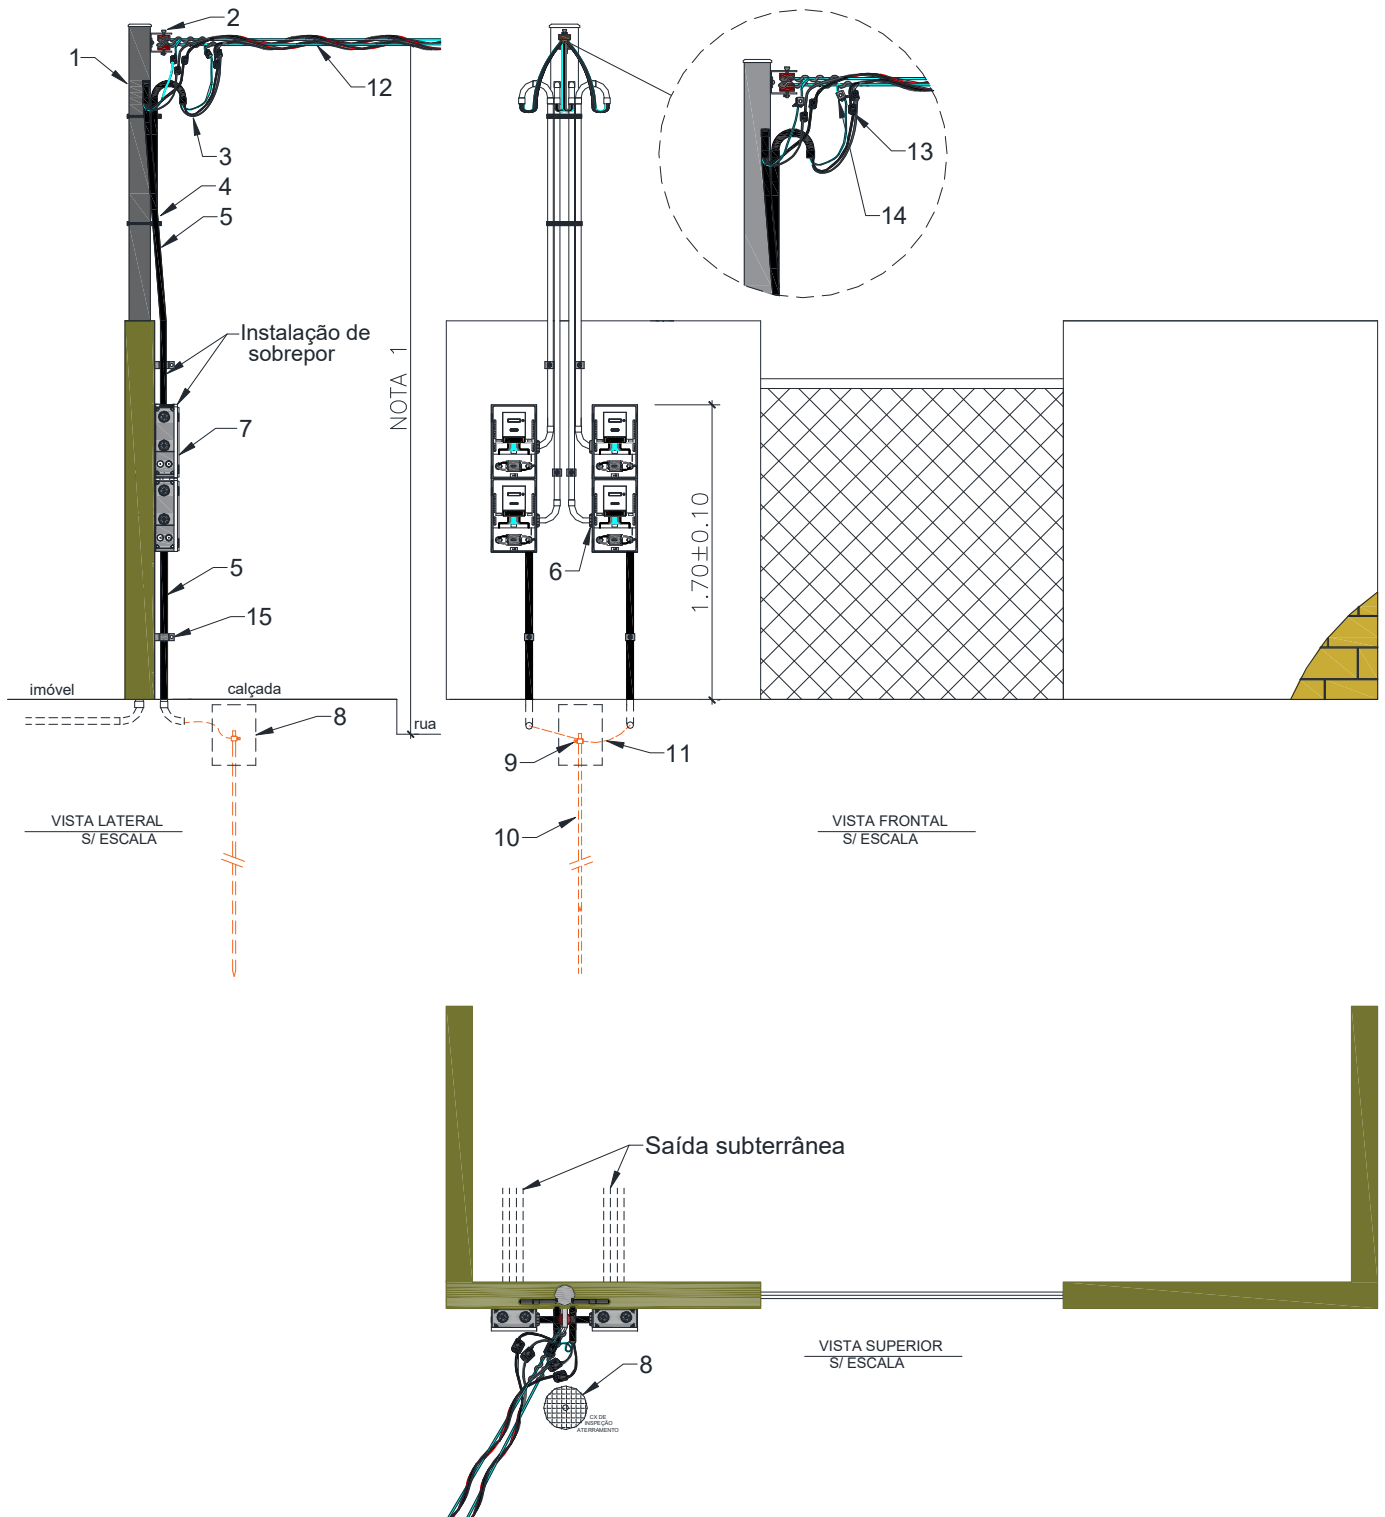 2
1
12
3
4
5
Instalação de
sobrepor
7
5
15
imóvel
calçada
8
rua
NOTA 1
VISTA LATERAL
S/ ESCALA
13
14
6
1.70±0.10
9
11
10
VISTA FRONTAL
S/ ESCALA
Saída subterrânea
8
CX DE
INSPEÇÃO
ATERRAMENTO
VISTA SUPERIOR
S/ ESCALA